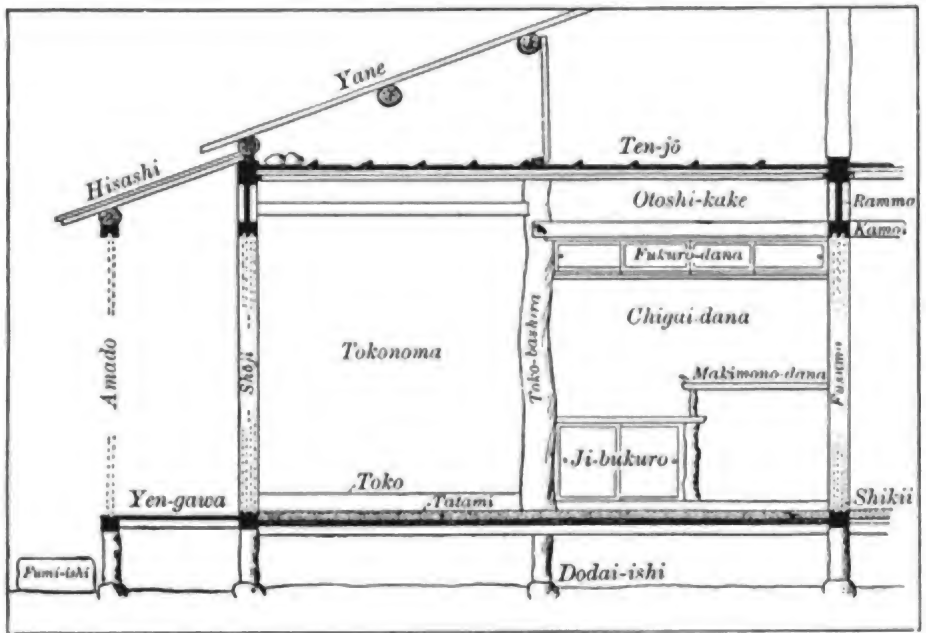 Yane
Hisashi
Ten-jō
Otoshi-kake
Rammo
Kamoi
Fukuro-dana
Amado
Shōji
Tokonoma
Toko-bashira
Chigai-dana
Makimono-dana
Fusuma
Ji-bukuro
Toko
Tatami
Yen-gawa
Shikii
Fumi-ishi
Dodai-ishi